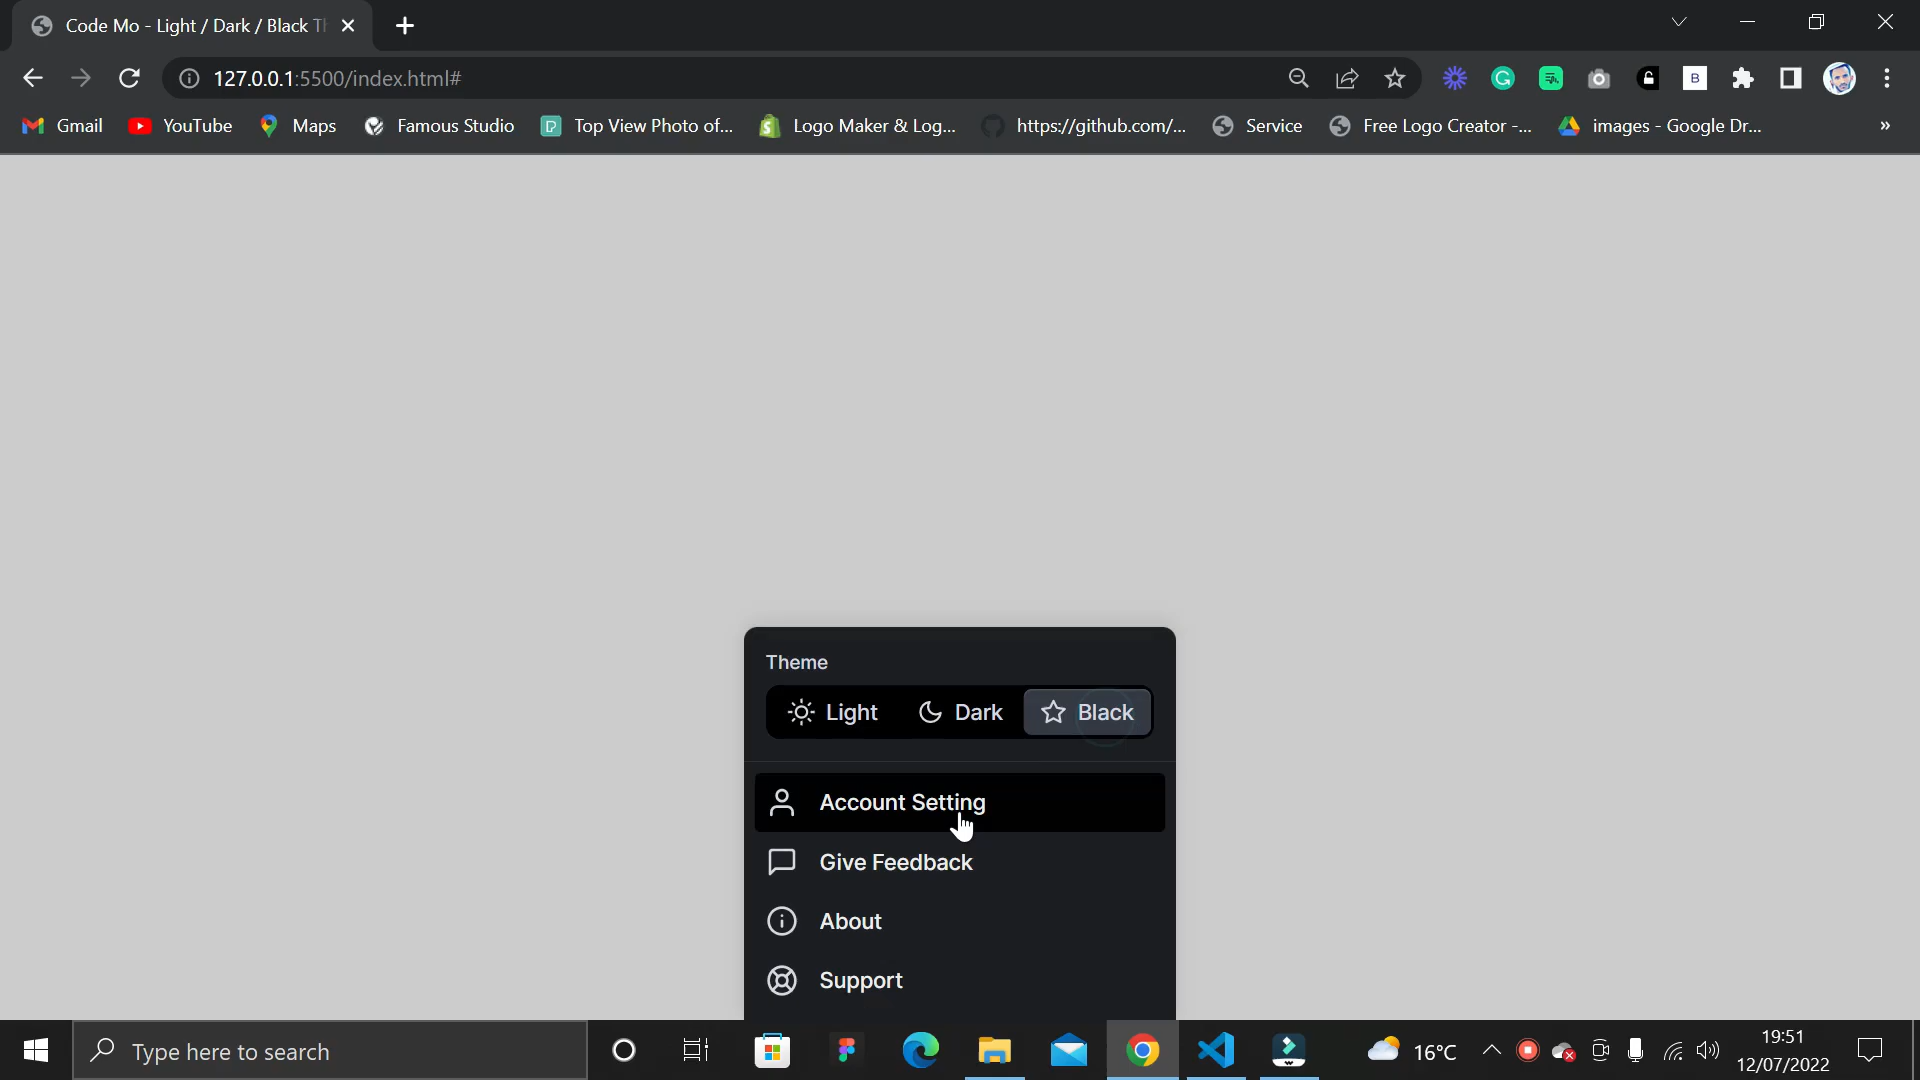 Code Mo - Light / Dark / Black
127.0.0.1:5500/index.html#
Gmail YouTube Maps Famous Studio Top View Photo of... Logo Maker & Log... https://github.com/... Service Free Logo Creator -... images - Google Dr... »
Theme
Light Dark Black
Account Setting
Give Feedback
About
Support
Type here to search
16°C
19:51
12/07/2022